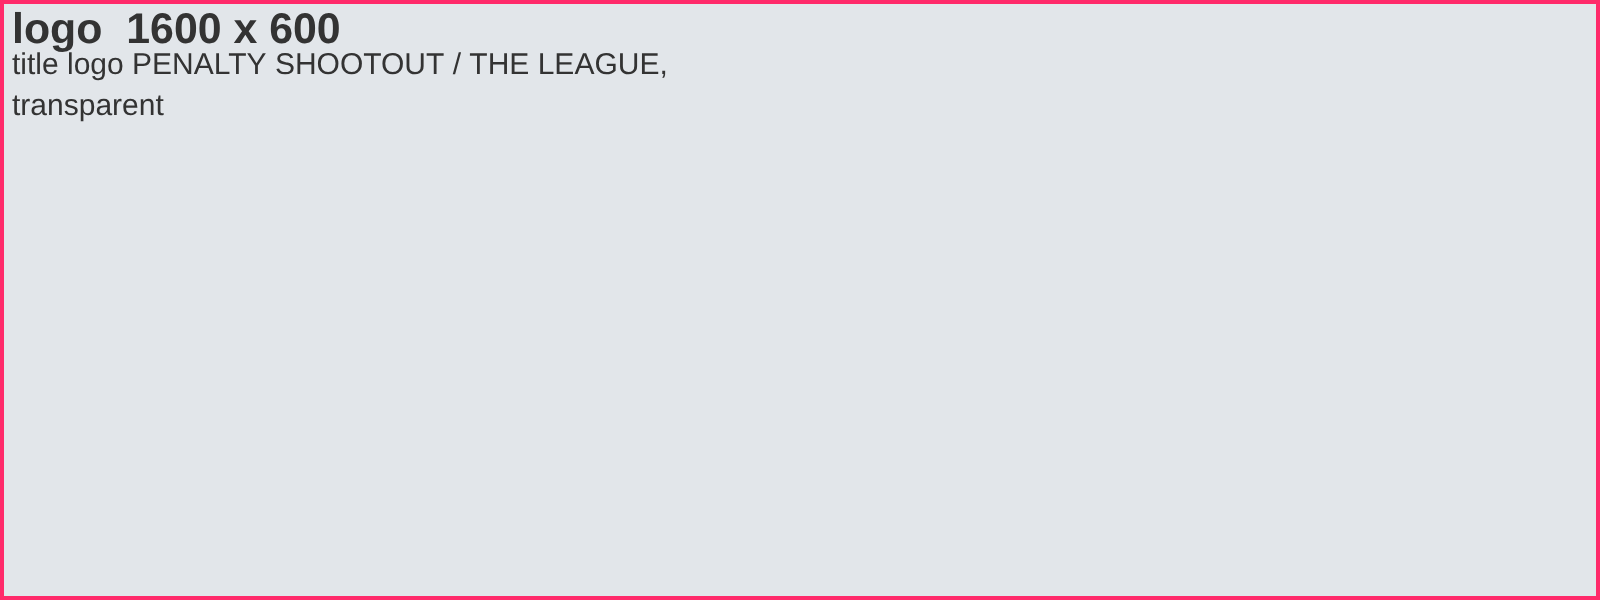 logo  1600 x 600
title logo PENALTY SHOOTOUT / THE LEAGUE,
transparent